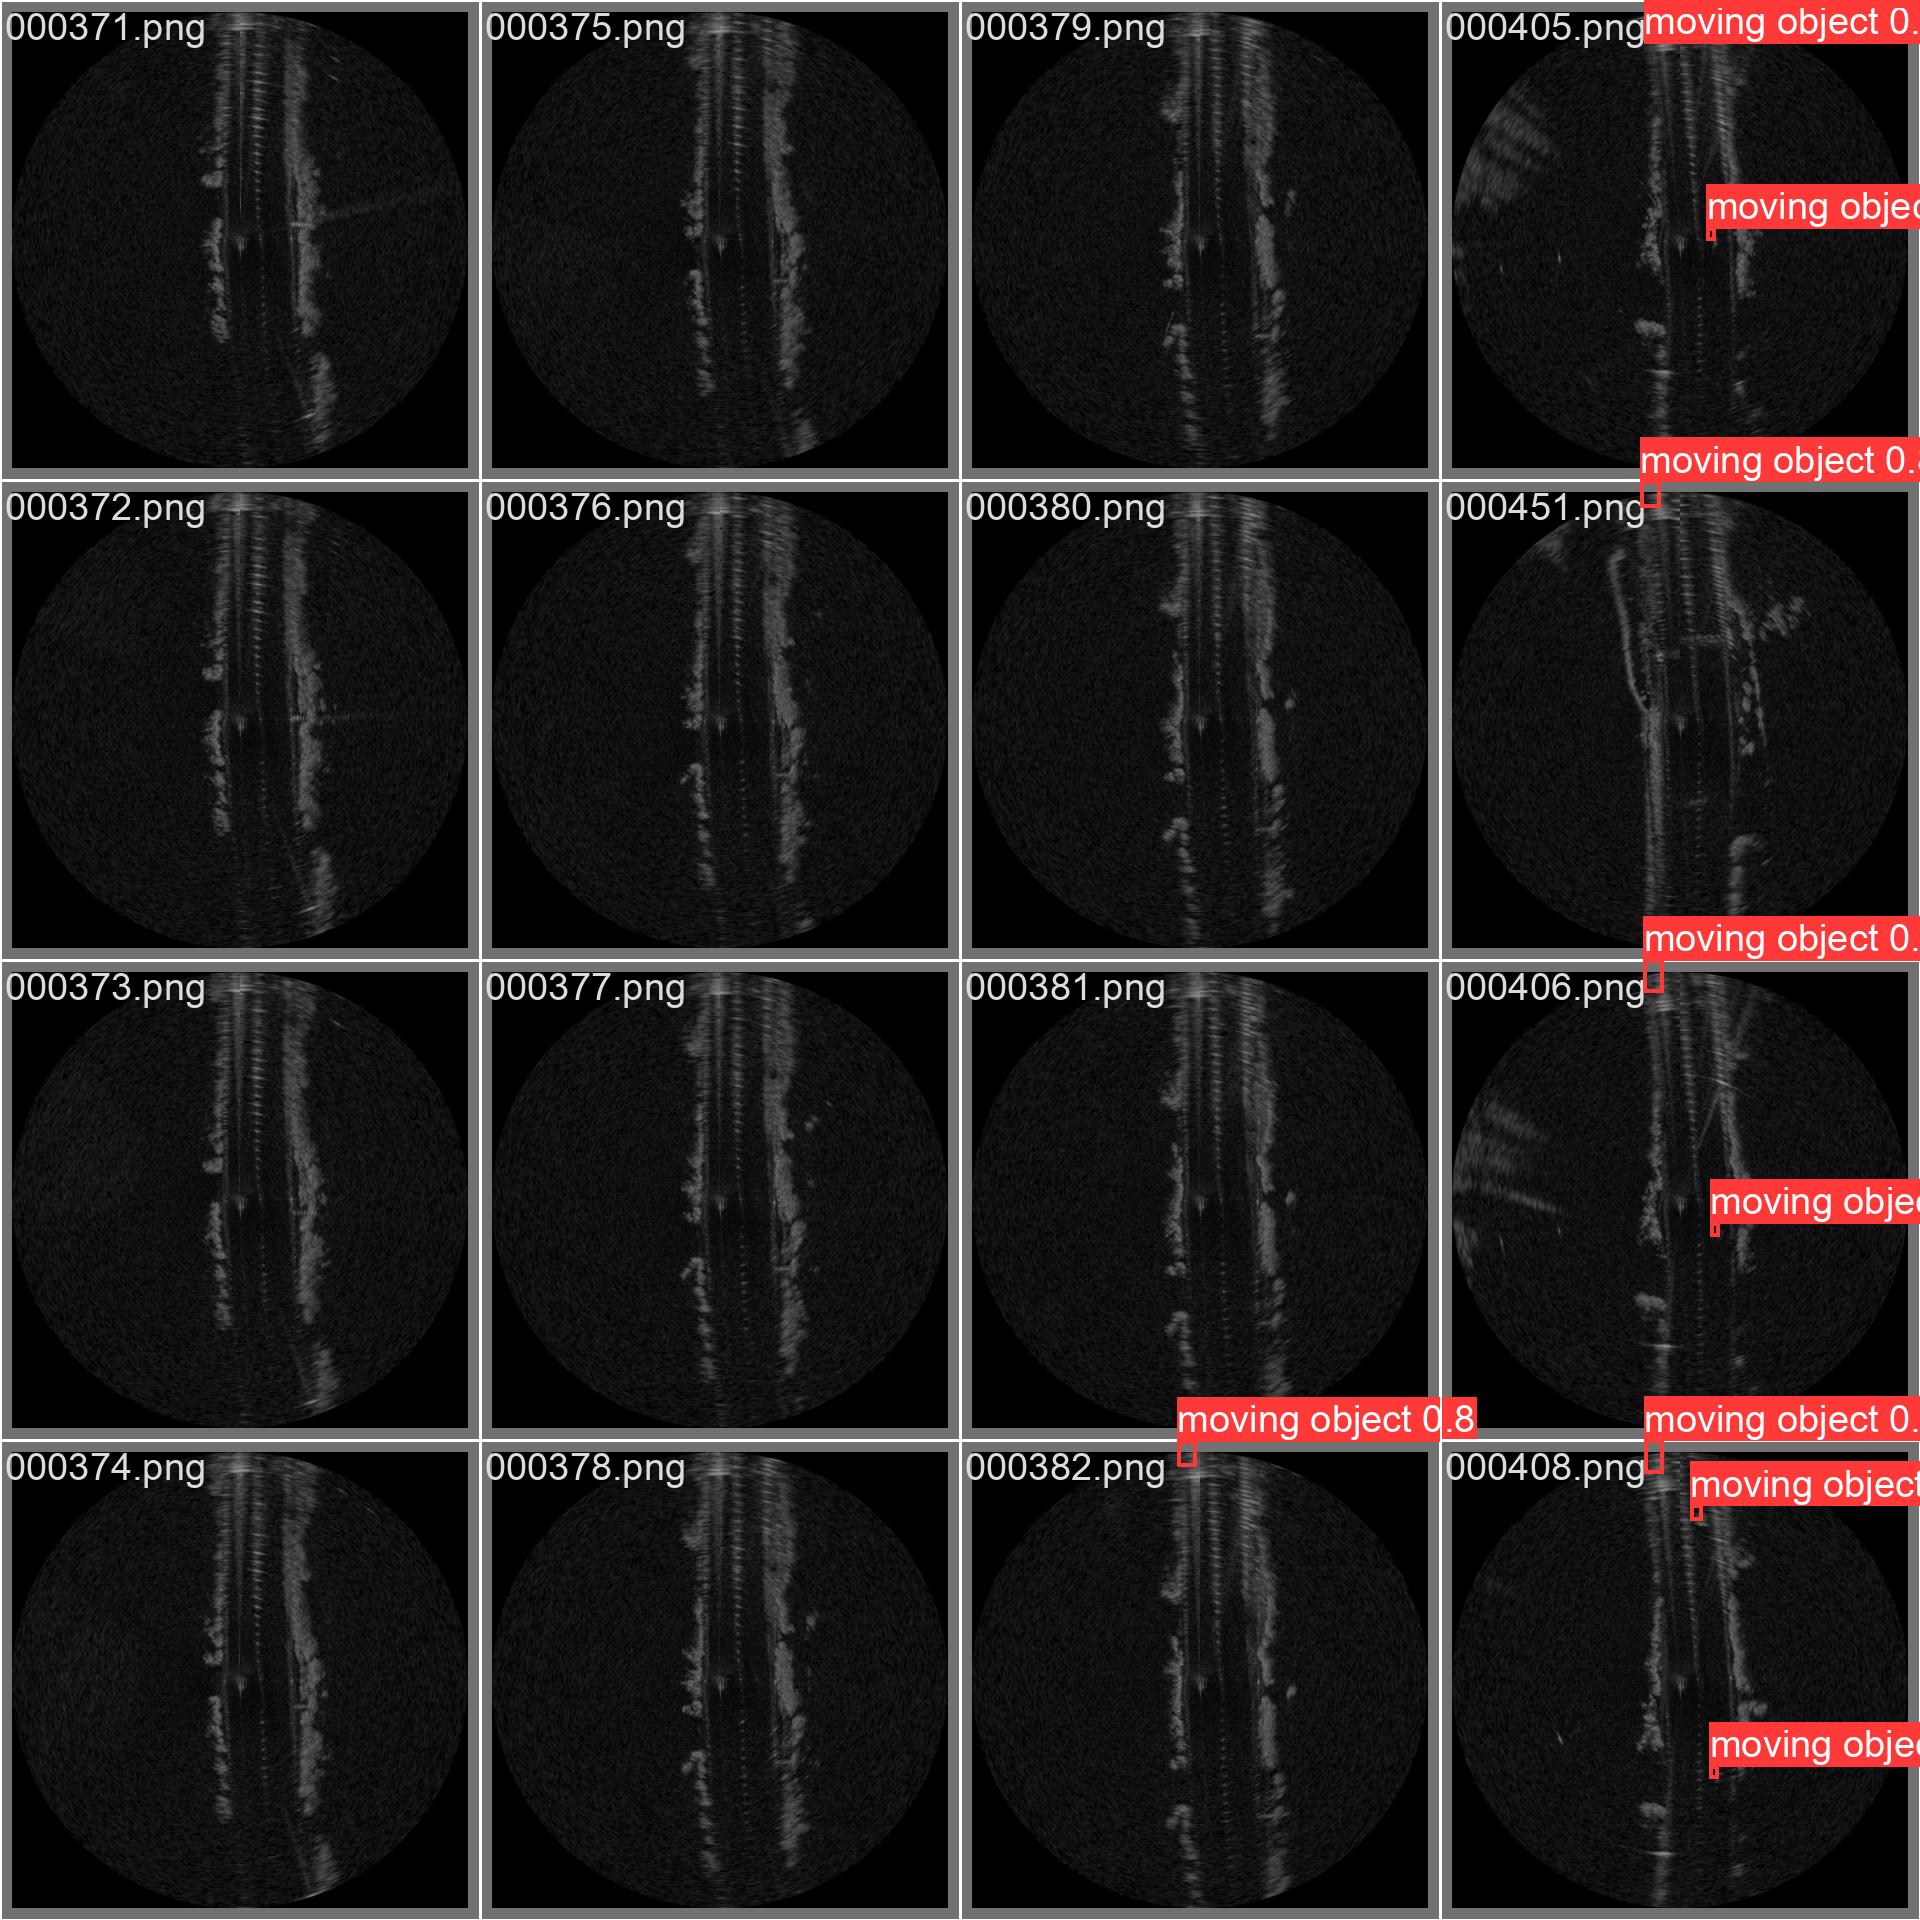 000371.png
000375.png
000379.png
000405.png
moving object 0.
moving objec
000372.png
000376.png
000380.png
000451.png
moving object 0.
000373.png
000377.png
000381.png
000406.png
moving object 0.
moving objec
000374.png
000378.png
000382.png
moving object 0.8
000408.png
moving object 0.
moving object
moving objec